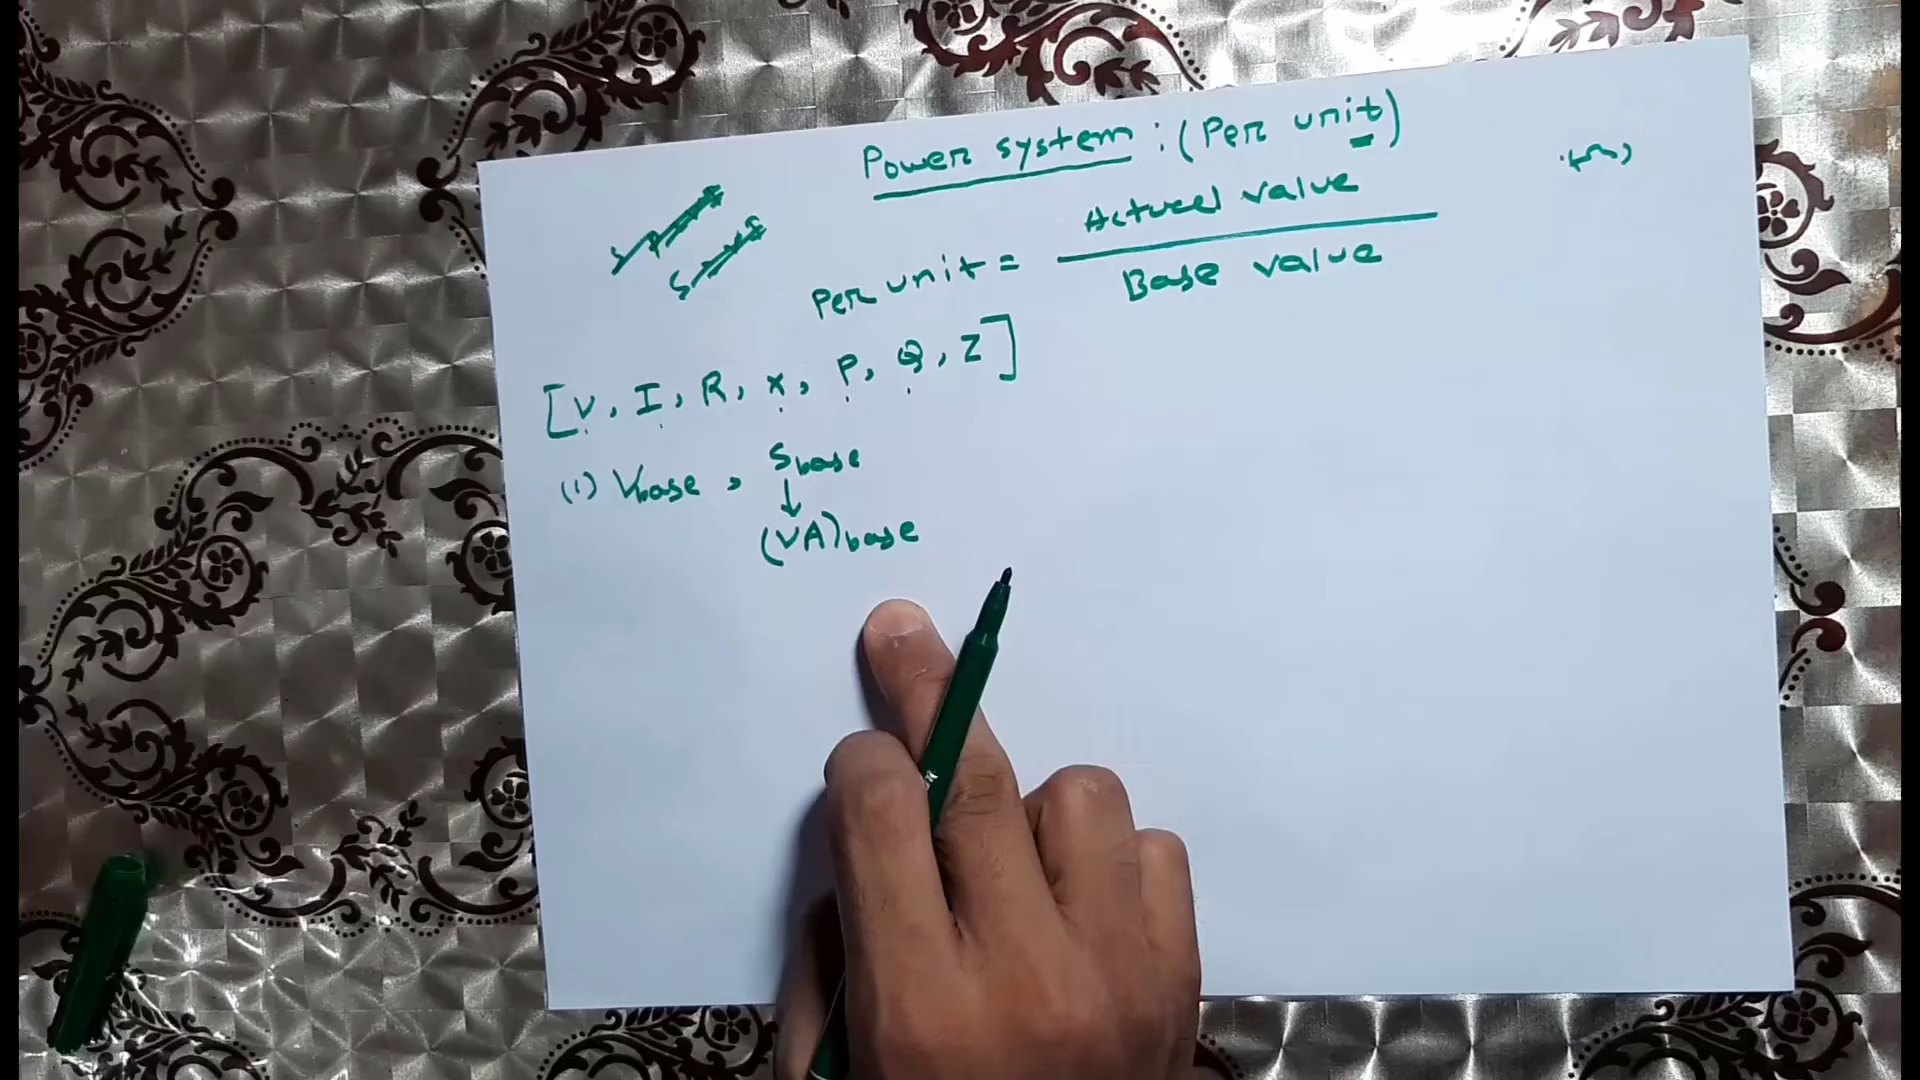 Power system : (Per unit)
Per unit = Actual value / Base value
[V, I, R, X, P, Q, Z]
(1) Vbase , Sbase
↓
(VA)base